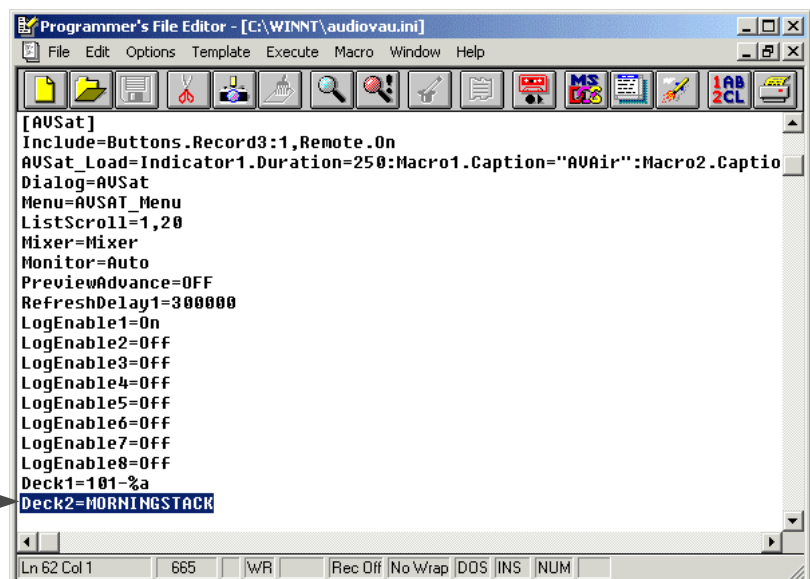 Programmer's File Editor - [C:\WINNT\audiovau.ini]
File Edit Options Template Execute Macro Window Help
MS DOS 1AB 2CL
[AVSat]
Include=Buttons.Record3:1,Remote.On
AVSat_Load=Indicator1.Duration=250:Macro1.Caption="AVAir":Macro2.Captio
Dialog=AVSat
Menu=AVSAT_Menu
ListScroll=1,20
Mixer=Mixer
Monitor=Auto
PreviewAdvance=OFF
RefreshDelay1=300000
LogEnable1=On
LogEnable2=Off
LogEnable3=Off
LogEnable4=Off
LogEnable5=Off
LogEnable6=Off
LogEnable7=Off
LogEnable8=Off
Deck1=101-%a
Deck2=MORNINGSTACK
Ln 62 Col 1 665 WR Rec Off No Wrap DOS INS NUM